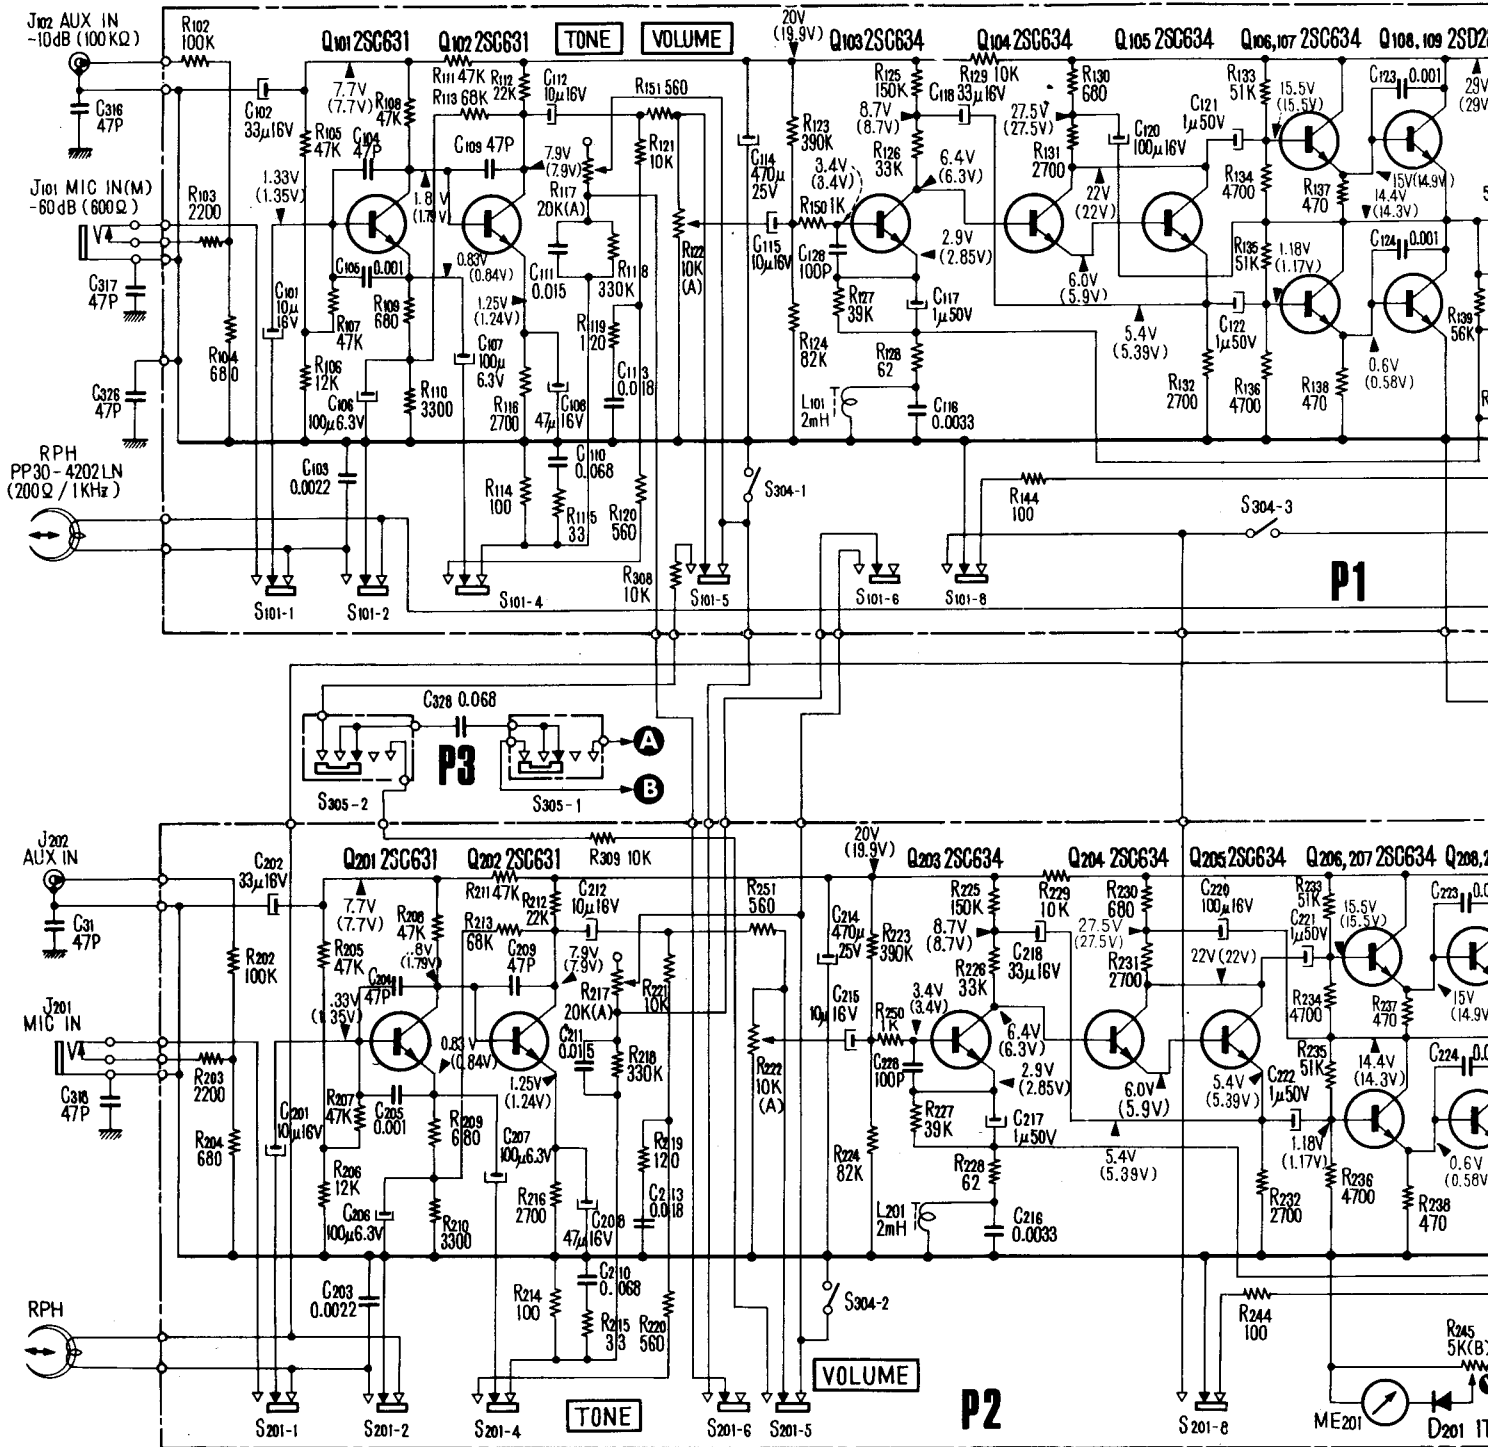 J102 AUX IN
-10dB (100KΩ)
R102
100K
Q101 2SC631
Q102 2SC631
TONE
VOLUME
20V
(19.9V)
Q103 2SC634
Q104 2SC634
Q105 2SC634
Q106,107 2SC634
Q108,109
C316
47P
C102
33µ16V
7.7V
(7.7V)
R108
47K
R111 47K
R113 68K
R112
22K
C112
10µ16V
R151 560
R125
150K
8.7V
(8.7V)
C118
33µ16V
R129 10K
27.5V
(27.5V)
R130
680
R133
51K
15.5V
(15.5V)
C123 0.001
29V
R105
47K
C104
47P
C109 47P
R121
10K
C114
470µ
25V
R123
390K
R126
33K
R131
2700
C120
100µ16V
C121
1µ50V
J101 MIC IN(M)
-60dB (600Ω)
R103
2200
1.33V
(1.35V)
7.9V
(7.9V)
R117
20K(A)
3.4V
(3.4V)
6.4V
(6.3V)
22V
(22V)
R134
4700
R137
470
15V(14.9V)
14.4V
(14.3V)
R150 1K
C317
47P
C101
10µ
16V
C105 0.001
0.83V
(0.84V)
C111
0.015
R118
330K
R122
10K
(A)
C115
10µ16V
C128
100P
2.9V
(2.85V)
6.0V
(5.9V)
R135
51K
1.18V
(1.17V)
C124 0.001
R107
47K
R109
680
1.25V
(1.24V)
R119
120
R127
39K
C117
1µ50V
5.4V
(5.39V)
C122
1µ50V
R139
56K
C326
47P
R104
680
R106
12K
C106
100µ6.3V
R110
3300
C107
100µ
6.3V
R116
2700
C108
47µ16V
C113
0.018
R124
82K
R128
62
L101
2mH
C116
0.0033
R132
2700
R136
4700
R138
470
0.6V
(0.58V)
RPH
PP30-4202LN
(200Ω/1KHz)
C103
0.0022
R114
100
C110
0.068
R115
33
R120
560
S304-1
R144
100
S304-3
R308
10K
S101-1
S101-2
S101-4
S101-5
S101-6
S101-8
P1
C328 0.068
P3
A
B
S305-2
S305-1
J202
AUX IN
C202
33µ16V
Q201 2SC631
Q202 2SC631
R309 10K
20V
(19.9V)
Q203 2SC634
Q204 2SC634
Q205 2SC634
Q206,207 2SC634
C31
47P
7.7V
(7.7V)
R208
47K
R211 47K
R213
68K
R212
22K
C212
10µ16V
R251
560
C214
470µ
25V
R223
390K
R225
150K
8.7V
(8.7V)
R229
10K
C218
33µ16V
R230
680
27.5V
(27.5V)
C220
100µ16V
R233
51K
C221
1µ50V
15.5V
(15.5V)
C223
R202
100K
R205
47K
.8V
(1.79V)
C209
47P
7.9V
(7.9V)
R226
33K
R231
2700
22V(22V)
J201
MIC IN
C204
47P
.33V
R217
20K(A)
R221
10K
C215
10µ16V
R250
1K
3.4V
(3.4V)
6.4V
(6.3V)
R234
4700
R237
470
15V
R203
2200
0.83V
(0.84V)
C211
0.015
R218
330K
R222
10K
(A)
C228
100P
2.9V
(2.85V)
6.0V
(5.9V)
5.4V
(5.39V)
C222
1µ50V
R235
51K
14.4V
(14.3V)
C224
C318
47P
C201
10µ16V
R207
47K
C205
0.001
R209
680
1.25V
(1.24V)
C207
100µ6.3V
R227
39K
C217
1µ50V
5.4V
(5.39V)
1.18V
(1.17V)
R204
680
R206
12K
C206
100µ6.3V
R210
3300
R216
2700
C208
47µ16V
R219
120
C213
0.018
R224
82K
R228
62
L201
2mH
C216
0.0033
R232
2700
R236
4700
R238
470
0.6V
RPH
C203
0.0022
R214
100
C210
0.068
R215
33
R220
560
S304-2
R244
100
R245
5K(B)
VOLUME
TONE
P2
ME201
D201
S201-1
S201-2
S201-4
S201-6
S201-5
S201-8